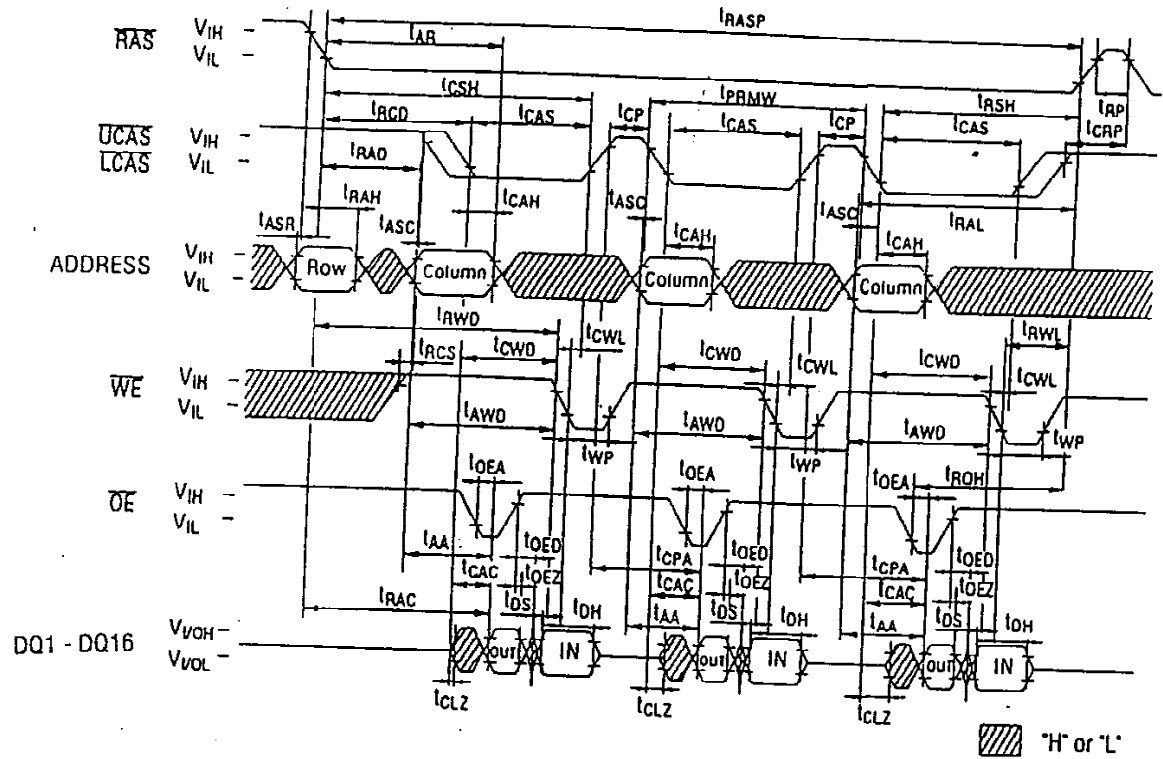 tRASP
RAS VIH
VIL
tAR
tRP
tCRP
tCSH
tRCD tCAS
tCP
tPRMW
tCAS
tCP
tRSH
tCAS
UCAS VIH
LCAS VIL
tRAD
tRAH
tCAH
tASC
tASC
tRAL
tASR
tASC
tCAH
tCAH
ADDRESS VIH
VIL
Row Column Column Column
tRWD
tCWL
tRCS
tCWD
tCWD
tCWL
tCWD
tRWL
tCWL
WE VIH
VIL
tAWD
tWP
tAWD
tWP
tAWD
tWP
tOEA
tOEA
tOEA
tROH
OE VIH
VIL
tAA
tOED
tCPA
tOED
tCPA
tOED
tCAC
tOEZ
tCAC
tOEZ
tCAC
tOEZ
tRAC
tDS
tDH
tAA
tDS
tDH
tAA
tDS
tDH
DQ1 - DQ16 VI/OH
VI/OL
OUT IN OUT IN OUT IN
tCLZ tCLZ tCLZ
"H" or "L"